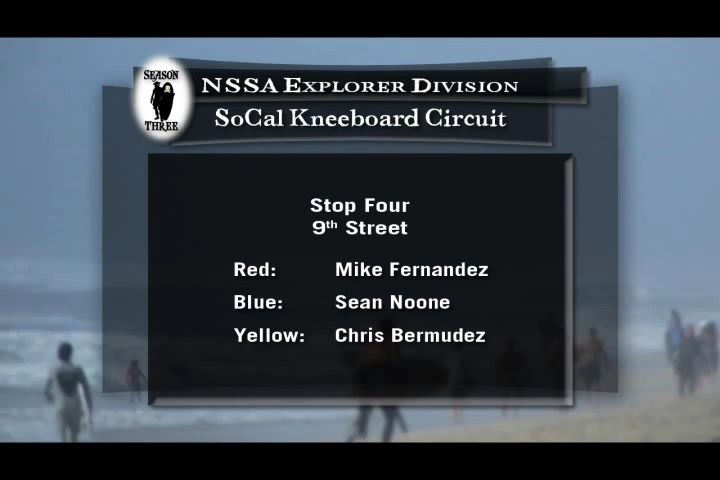 SEASON
THREE
NSSA EXPLORER DIVISION
SoCal Kneeboard Circuit
Stop Four
9th Street
Red: Mike Fernandez
Blue: Sean Noone
Yellow: Chris Bermudez